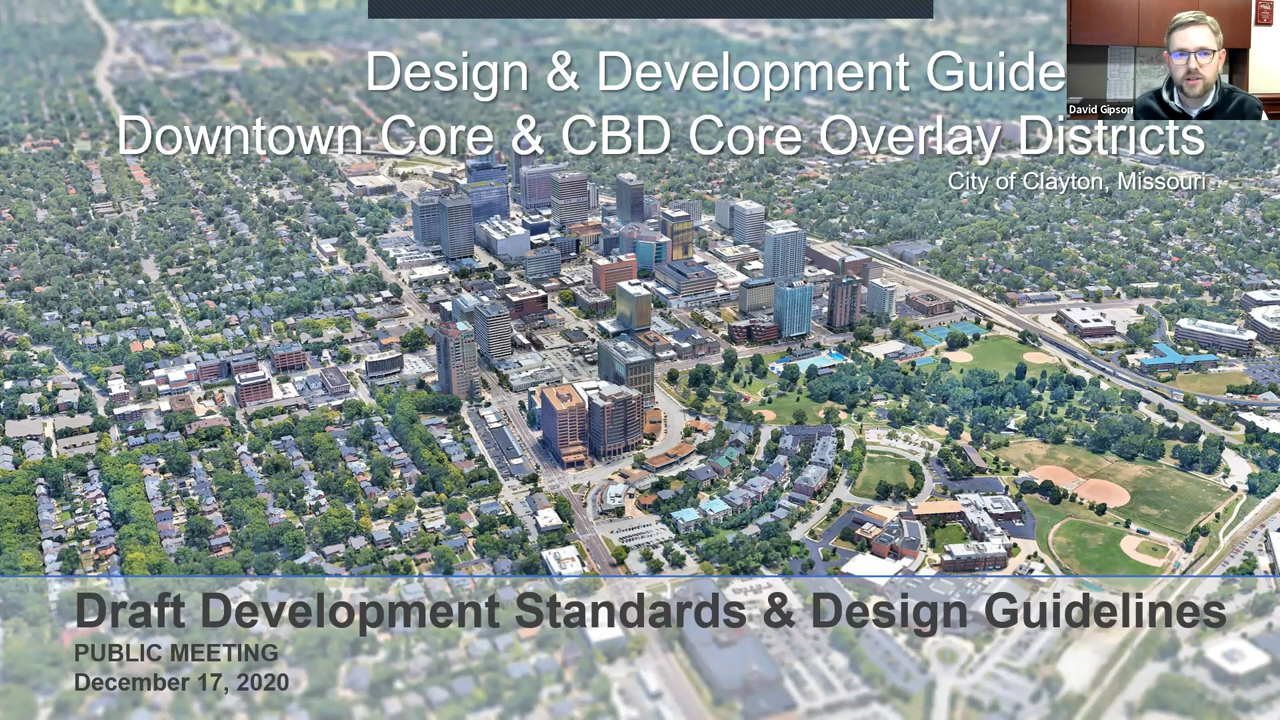 Design & Development Guide
Downtown Core & CBD Core Overlay Districts
City of Clayton, Missouri
David Gipson
Draft Development Standards & Design Guidelines
PUBLIC MEETING
December 17, 2020